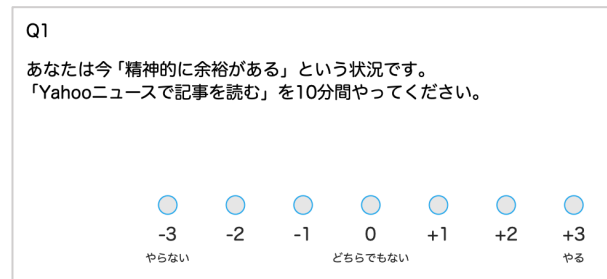 Q1
あなたは今「精神的に余裕がある」という状況です。
「Yahooニュースで記事を読む」を10分間やってください。
-3 -2 -1 0 +1 +2 +3
やらない どちらでもない やる